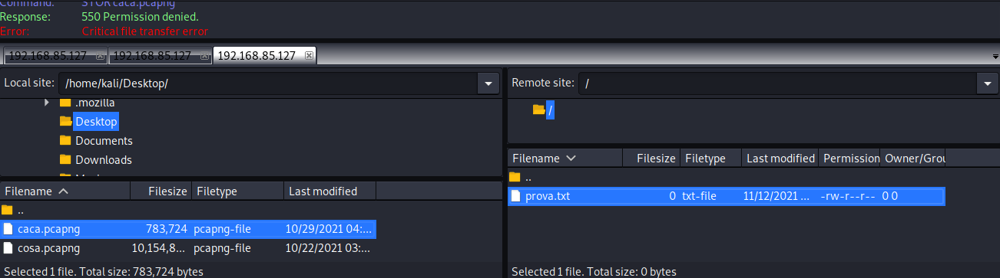 Command: STOR caca.pcapng
Response: 550 Permission denied.
Error: Critical file transfer error
192.168.85.127 192.168.85.127 192.168.85.127
Local site: /home/kali/Desktop/
.mozilla
Desktop
Documents
Downloads
Filename Filesize Filetype Last modified
..
caca.pcapng 783,724 pcapng-file 10/29/2021 04:...
cosa.pcapng 10,154,8... pcapng-file 10/22/2021 03:...
Selected 1 file. Total size: 783,724 bytes
Remote site: /
/
Filename Filesize Filetype Last modified Permission Owner/Grou
..
prova.txt 0 txt-file 11/12/2021 ... -rw-r--r-- 0 0
Selected 1 file. Total size: 0 bytes